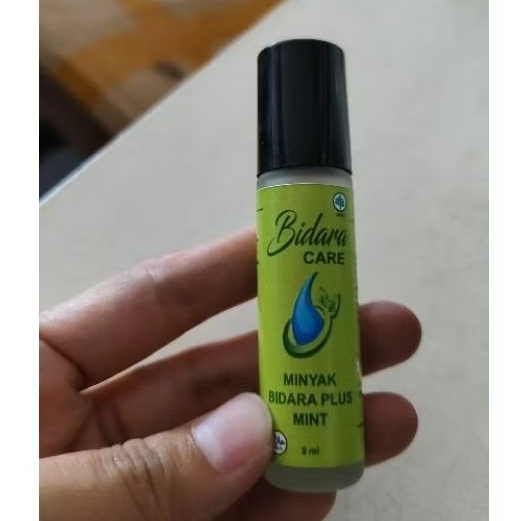 Bidara
CARE
MINYAK
BIDARA PLUS
MINT
8 ml